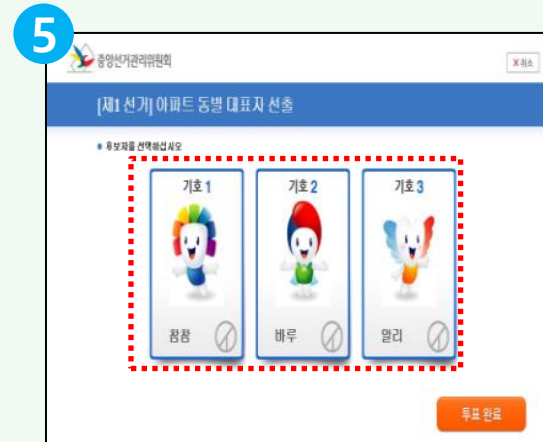 5
중앙선거관리위원회
X 취소
[제1 선거] 아파트 동별 대표자 선출
후보자를 선택하십시오
기호 1
기호 2
기호 3
참참
바루
알리
투표 완료